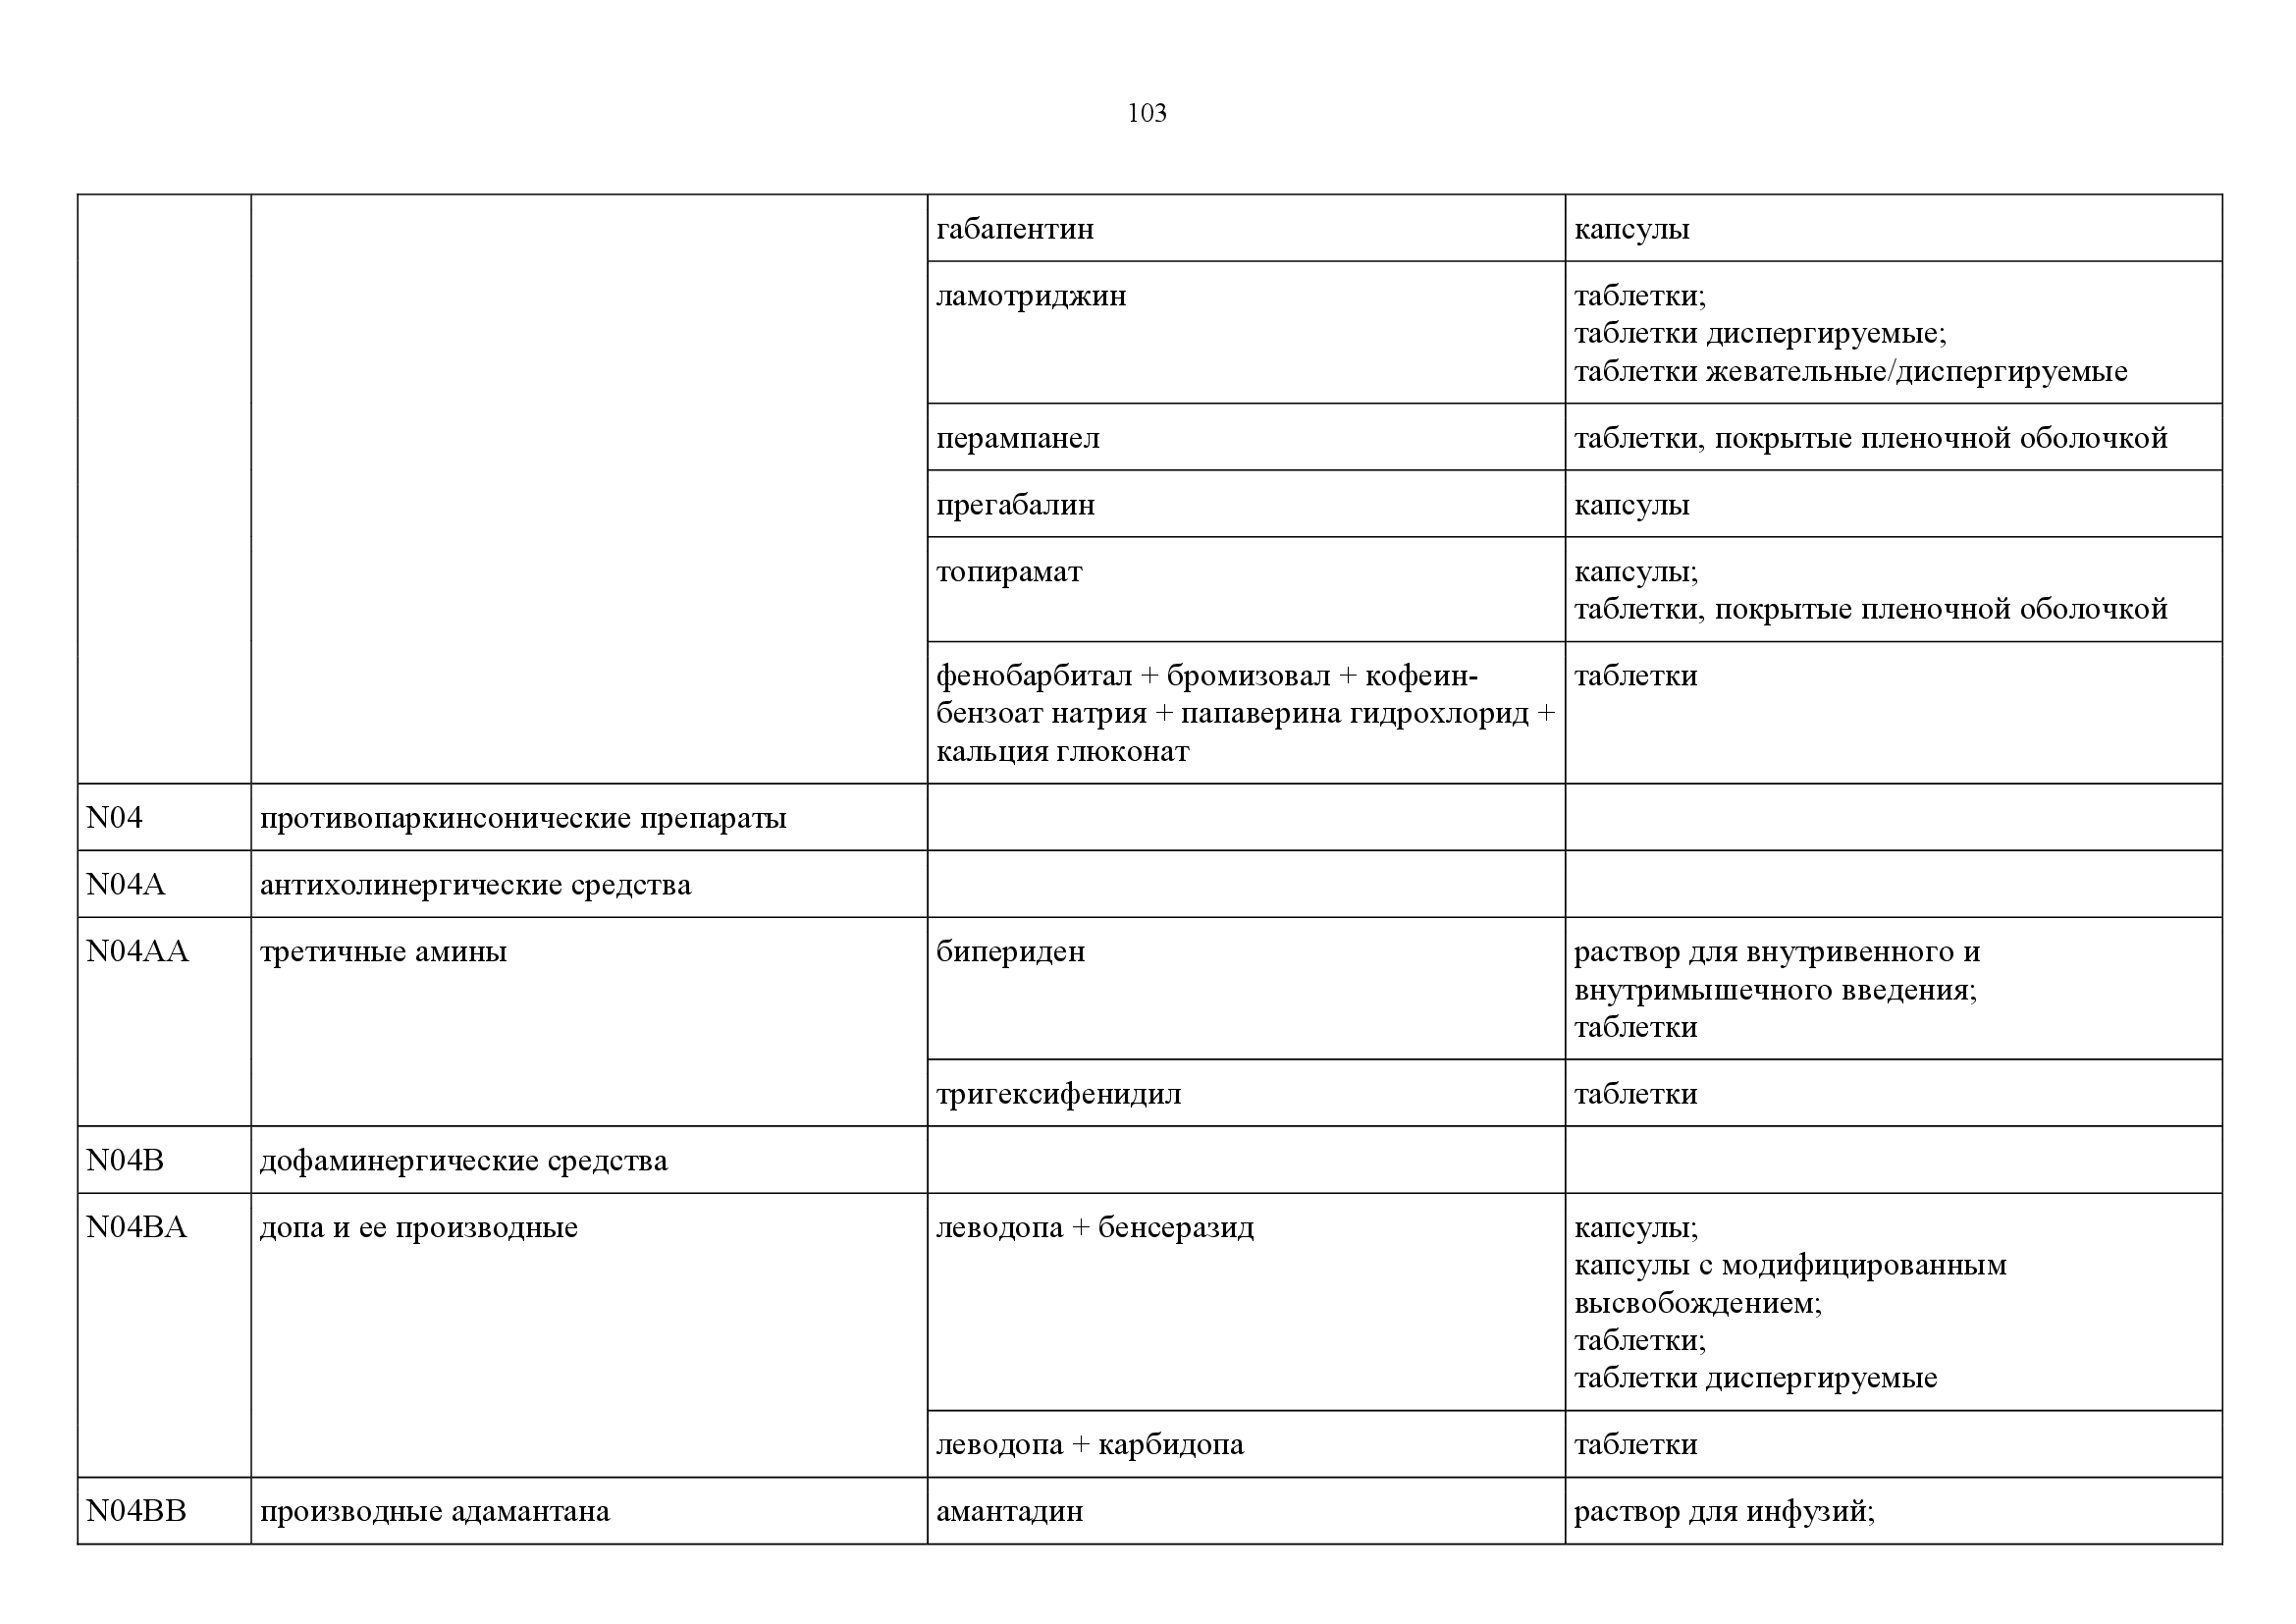 103
габапентин
капсулы
ламотриджин
таблетки;
таблетки диспергируемые;
таблетки жевательные/диспергируемые
перампанел
таблетки, покрытые пленочной оболочкой
прегабалин
капсулы
топирамат
капсулы;
таблетки, покрытые пленочной оболочкой
фенобарбитал + бромизовал + кофеин-
бензоат натрия + папаверина гидрохлорид +
кальция глюконат
таблетки
N04
противопаркинсонические препараты
N04A
антихолинергические средства
N04AA
третичные амины
бипериден
раствор для внутривенного и
внутримышечного введения;
таблетки
тригексифенидил
таблетки
N04B
дофаминергические средства
N04BA
допа и ее производные
леводопа + бенсеразид
капсулы;
капсулы с модифицированным
высвобождением;
таблетки;
таблетки диспергируемые
леводопа + карбидопа
таблетки
N04BB
производные адамантана
амантадин
раствор для инфузий;